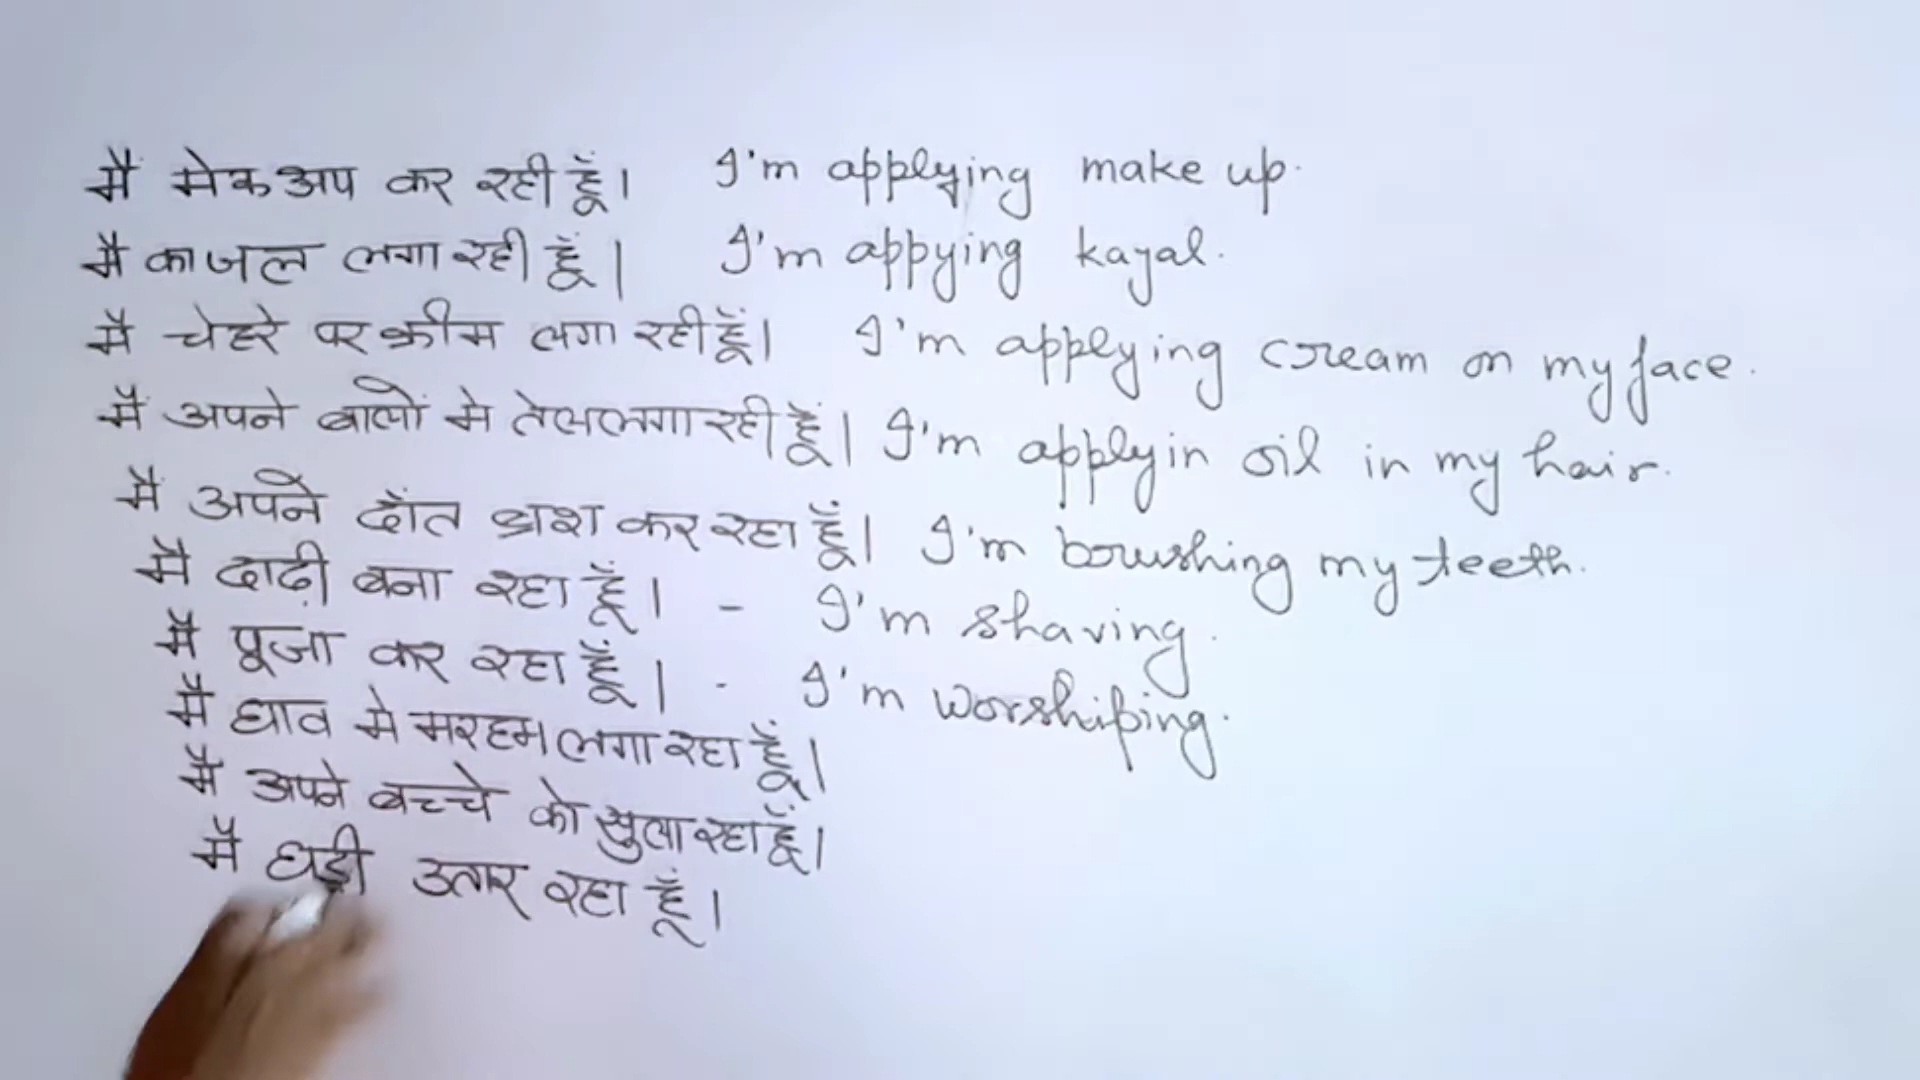 मै मेकअप कर रही हूँ। I'm applying make up.
मै काजल लगा रही हूँ। I'm appying kajal.
मै चेहरे पर क्रीम लगा रही हूँ। I'm applying cream on my face.
मै अपने बालों मे तेल लगा रही हूँ। I'm applyin oil in my hair.
मै अपने दाँत ब्रश कर रहा हूँ। I'm brushing my teeth.
मै दाढ़ी बना रहा हूँ। - I'm shaving.
मै पूजा कर रहा हूँ। - I'm worshiping.
मै घाव मे मरहम लगा रहा हूँ।
मै अपने बच्चे को सुला रहा हूँ।
मै घड़ी उतार रहा हूँ।